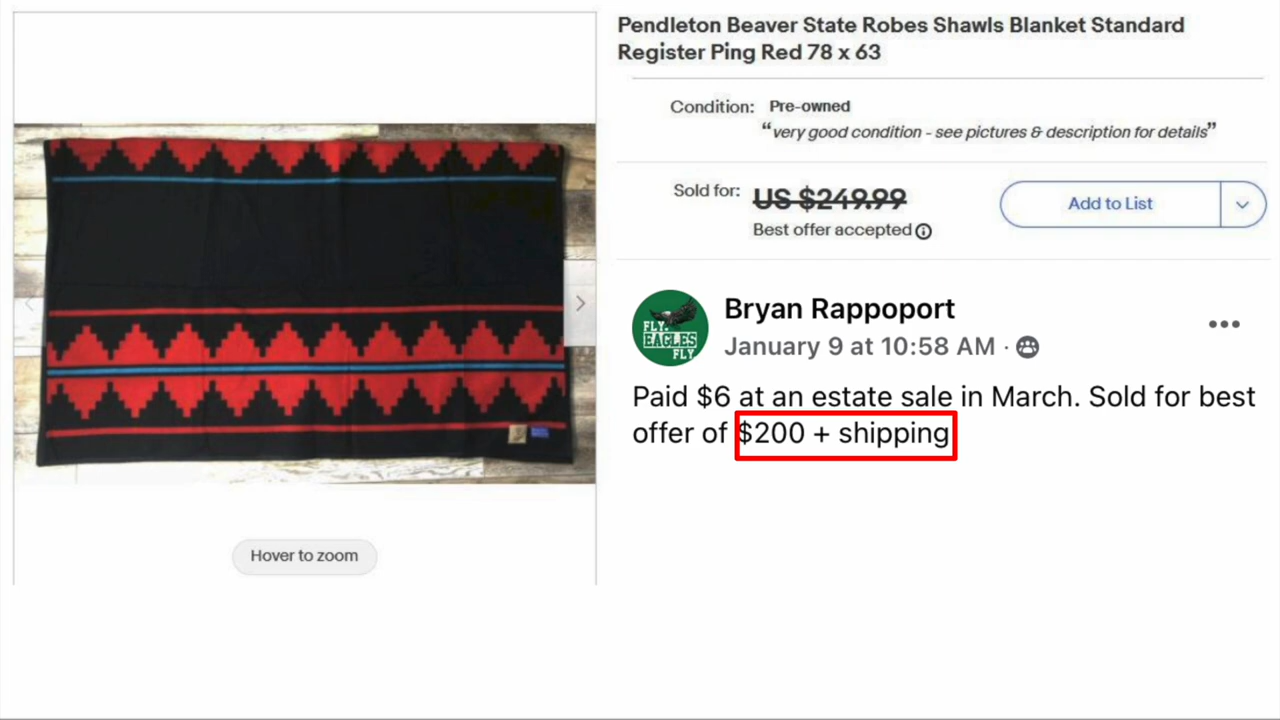 Pendleton Beaver State Robes Shawls Blanket Standard
Register Ping Red 78 x 63
Condition: Pre-owned
“very good condition - see pictures & description for details”
Sold for: US $249.99
Add to List
Best offer accepted
Bryan Rappoport
January 9 at 10:58 AM ·
FLY,
EAGLES
FLY
Paid $6 at an estate sale in March. Sold for best
offer of $200 + shipping
Hover to zoom